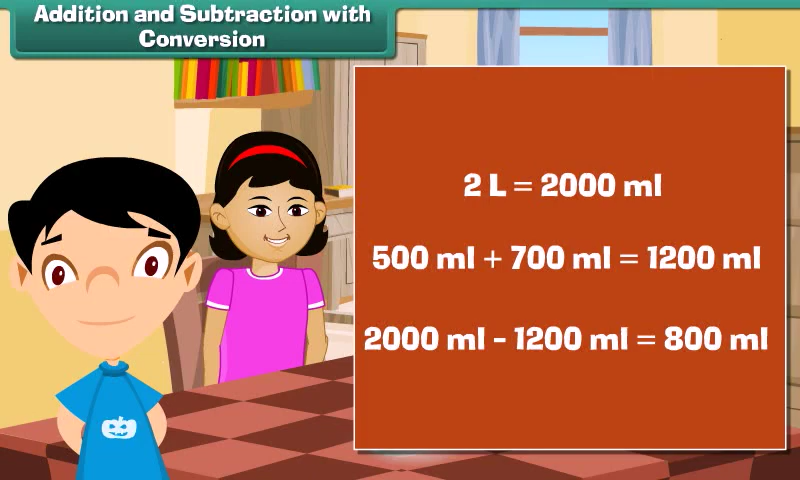 Addition and Subtraction with
Conversion
2 L = 2000 ml
500 ml + 700 ml = 1200 ml
2000 ml - 1200 ml = 800 ml